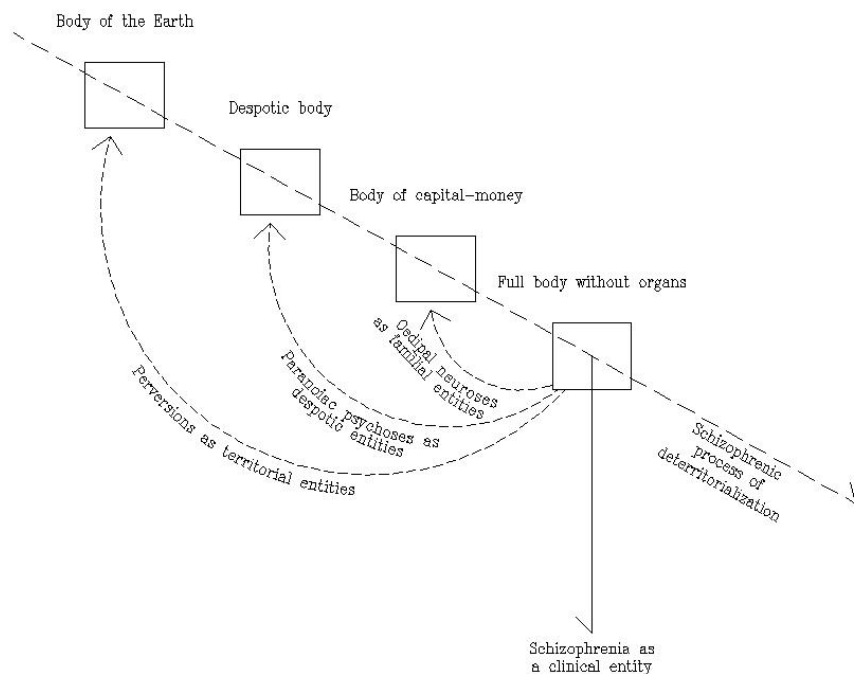 Body of the Earth
Despotic body
Body of capital-money
Full body without organs
Oedipal neuroses
as familial entities
Paranoiac psychoses as
despotic entities
Perversions as territorial entities
Schizophrenic
process of
deterritorialization
Schizophrenia as
a clinical entity